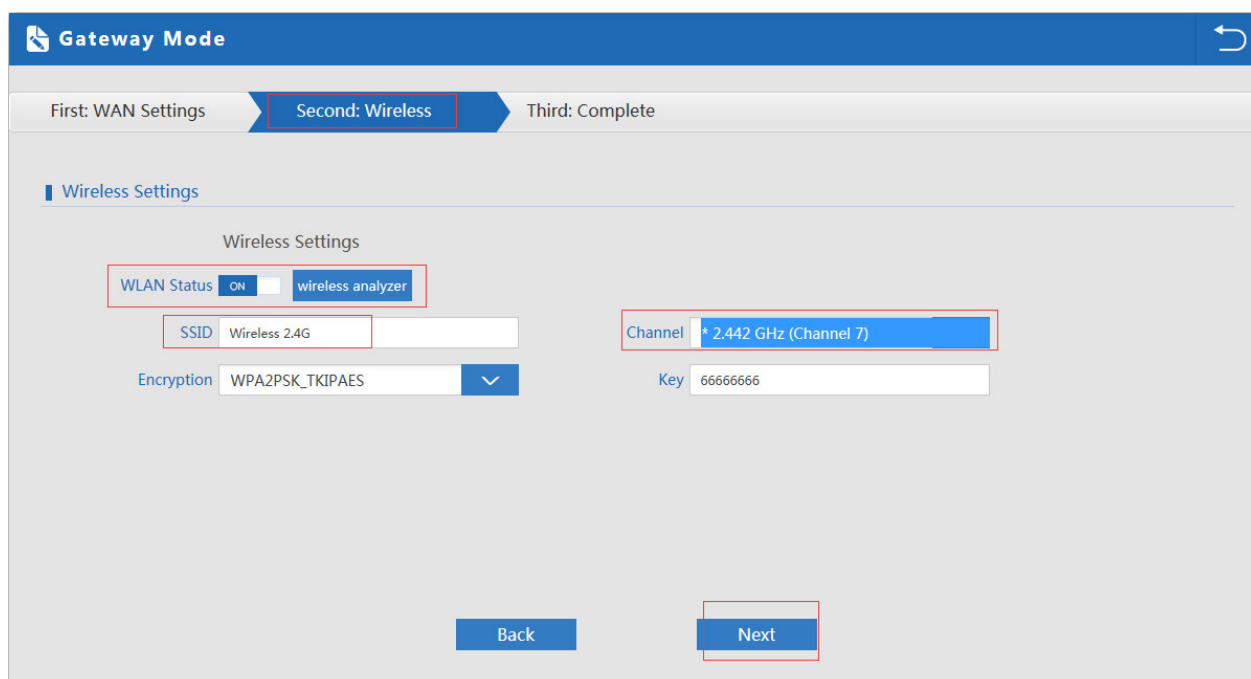 Gateway Mode
First: WAN Settings
Second: Wireless
Third: Complete
Wireless Settings
Wireless Settings
WLAN Status ON wireless analyzer
SSID Wireless 2.4G Channel * 2.442 GHz (Channel 7)
Encryption WPA2PSK_TKIPAES Key 66666666
Back Next